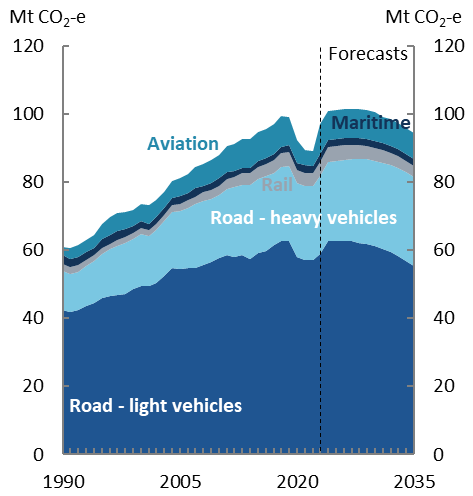 Mt CO₂-e Mt CO₂-e
120 120
Forecasts
100 100
Maritime
Aviation
80 80
Rail
Road - heavy vehicles
60 60
40 40
20 20
Road - light vehicles
0 0
1990 2005 2020 2035